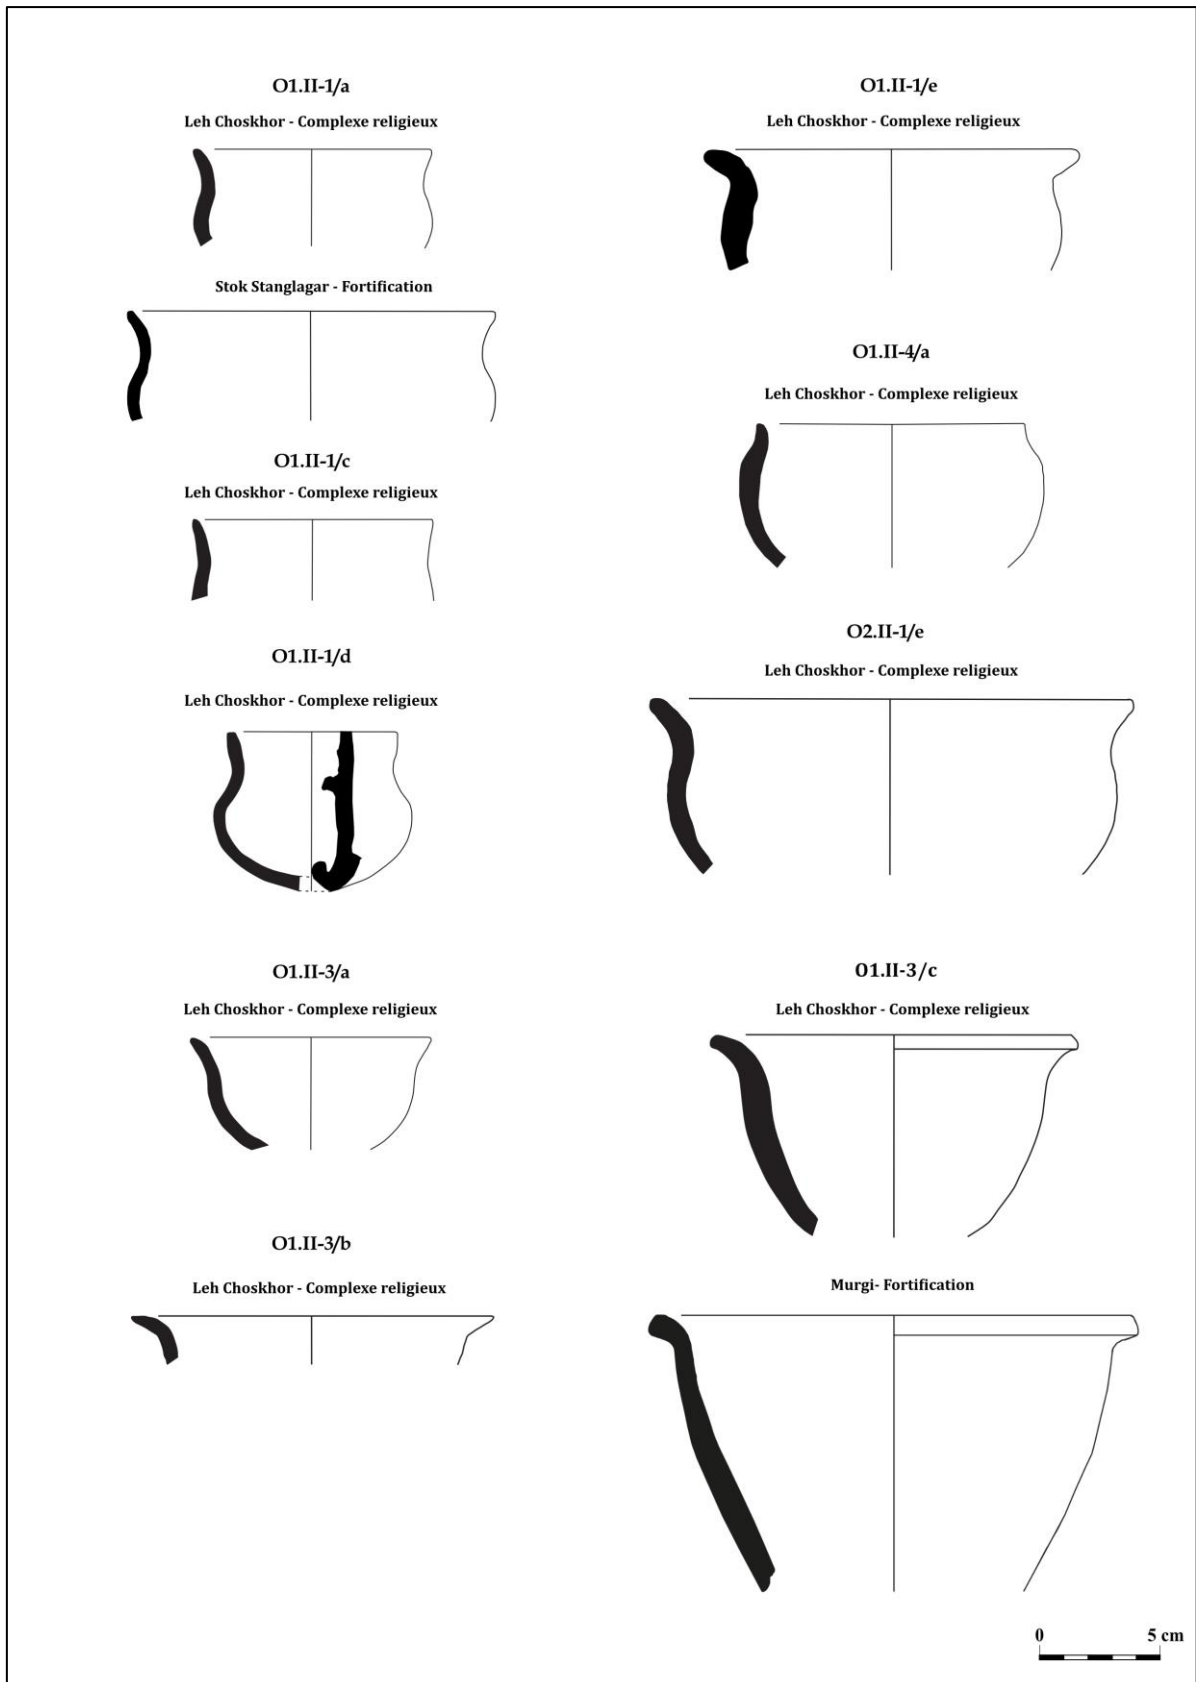 O1.II-1/a
Leh Choskhor - Complexe religieux
Stok Stanglagar - Fortification
O1.II-1/c
Leh Choskhor - Complexe religieux
O1.II-1/d
Leh Choskhor - Complexe religieux
O1.II-3/a
Leh Choskhor - Complexe religieux
O1.II-3/b
Leh Choskhor - Complexe religieux
O1.II-1/e
Leh Choskhor - Complexe religieux
O1.II-4/a
Leh Choskhor - Complexe religieux
O2.II-1/e
Leh Choskhor - Complexe religieux
O1.II-3/c
Leh Choskhor - Complexe religieux
Murgi- Fortification
0 5 cm